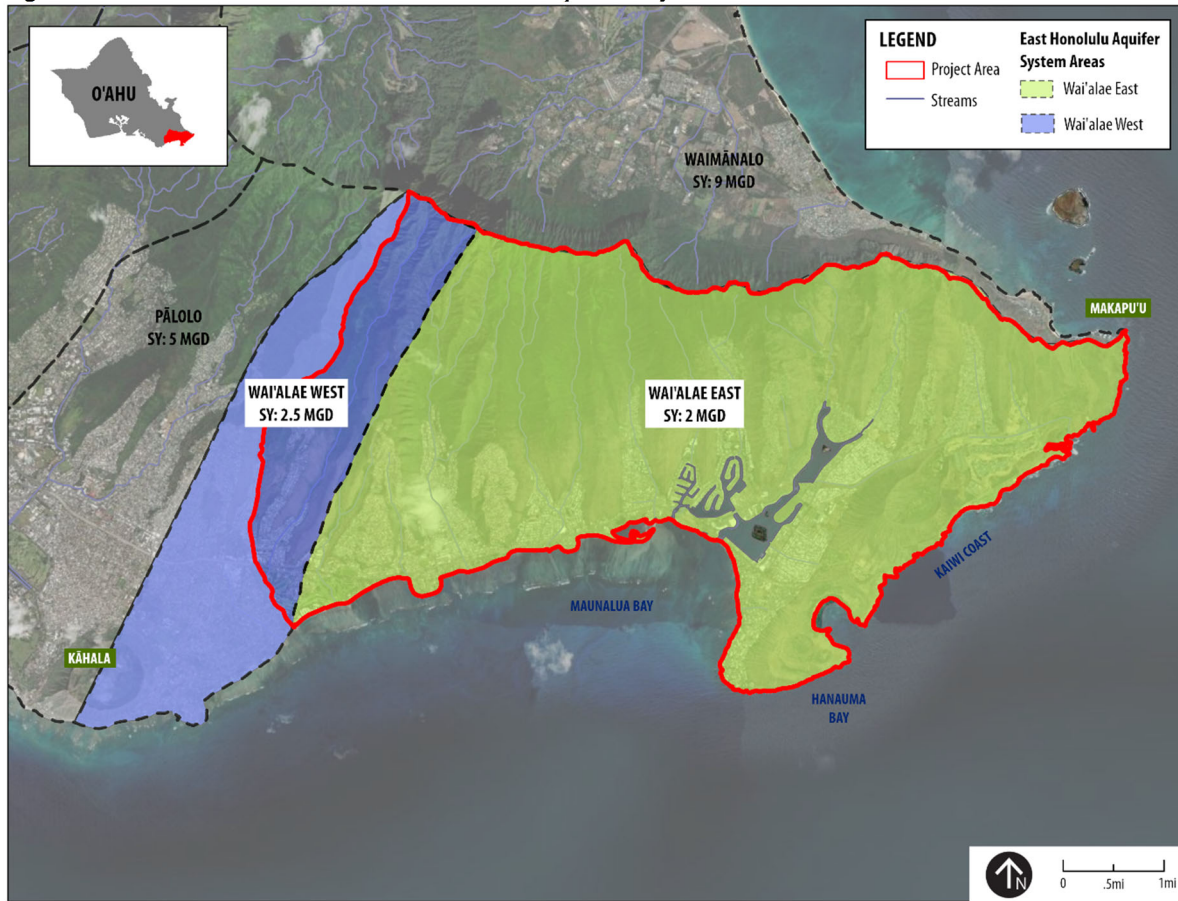 O'AHU
LEGEND
Project Area
Streams
East Honolulu Aquifer
System Areas
Wai'alae East
Wai'alae West
WAIMĀNALO
SY: 9 MGD
MAKAPU'U
PĀLOLO
SY: 5 MGD
WAI'ALAE WEST
SY: 2.5 MGD
WAI'ALAE EAST
SY: 2 MGD
KAIWI COAST
MAUNALUA BAY
KĀHALA
HANAUMA
BAY
N
0 .5mi 1mi